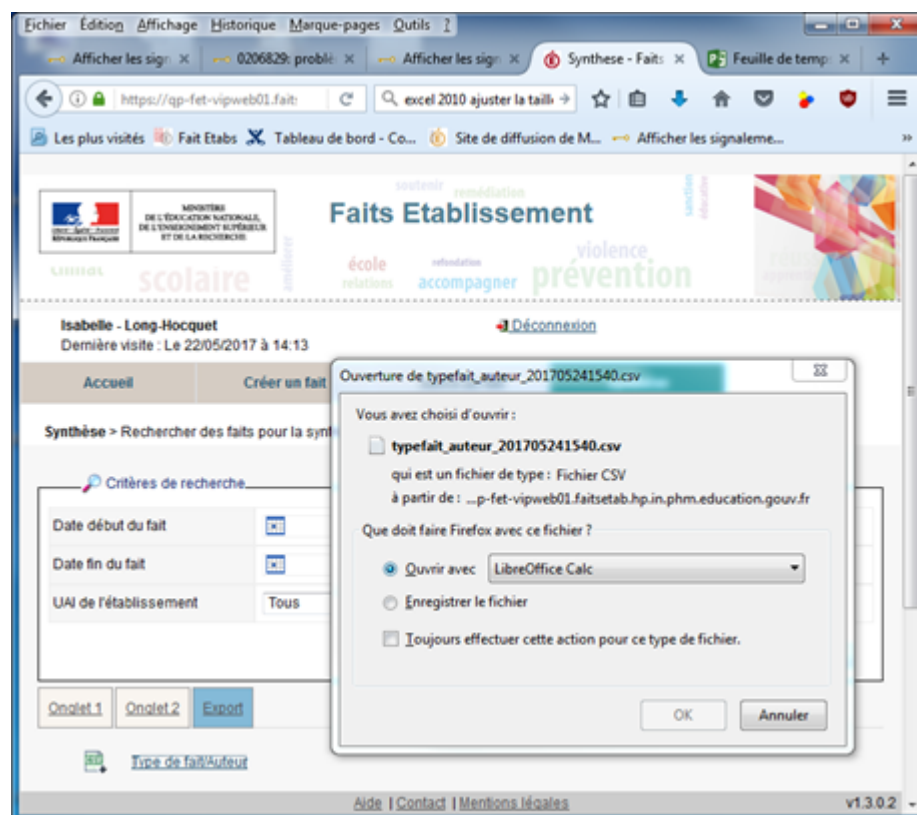 Fichier Édition Affichage Historique Marque-pages Outils ?
Afficher les sign × 0206829: problè × Afficher les sign × Synthese - Faits × Feuille de temp: × +
https://qp-fet-vipweb01.fait: excel 2010 ajuster la taill
Les plus visités Fait Etabs Tableau de bord - Co... Site de diffusion de M... Afficher les signaleme... »
MINISTÈRE
DE L'ÉDUCATION NATIONALE,
DE L'ENSEIGNEMENT SUPÉRIEUR
ET DE LA RECHERCHE
RÉPUBLIQUE FRANÇAISE
soutenir remédiation
sanction
éducative
Faits Etablissement
améliorer
école refondation violence
climat scolaire relations accompagner prévention
Isabelle - Long-Hocquet Déconnexion
Dernière visite : Le 22/05/2017 à 14:13
Accueil Créer un fait
Synthèse > Rechercher des faits pour la synt
Critères de recherche
Date début du fait
Date fin du fait
UAI de l'établissement Tous
Onglet 1 Onglet 2 Export
Type de fait/Auteur
Ouverture de typefait_auteur_201705241540.csv
Vous avez choisi d'ouvrir :
typefait_auteur_201705241540.csv
qui est un fichier de type : Fichier CSV
à partir de : ...p-fet-vipweb01.faitsetab.hp.in.phm.education.gouv.fr
Que doit faire Firefox avec ce fichier ?
Ouvrir avec LibreOffice Calc
Enregistrer le fichier
Toujours effectuer cette action pour ce type de fichier.
OK Annuler
Aide | Contact | Mentions légales v1.3.0.2